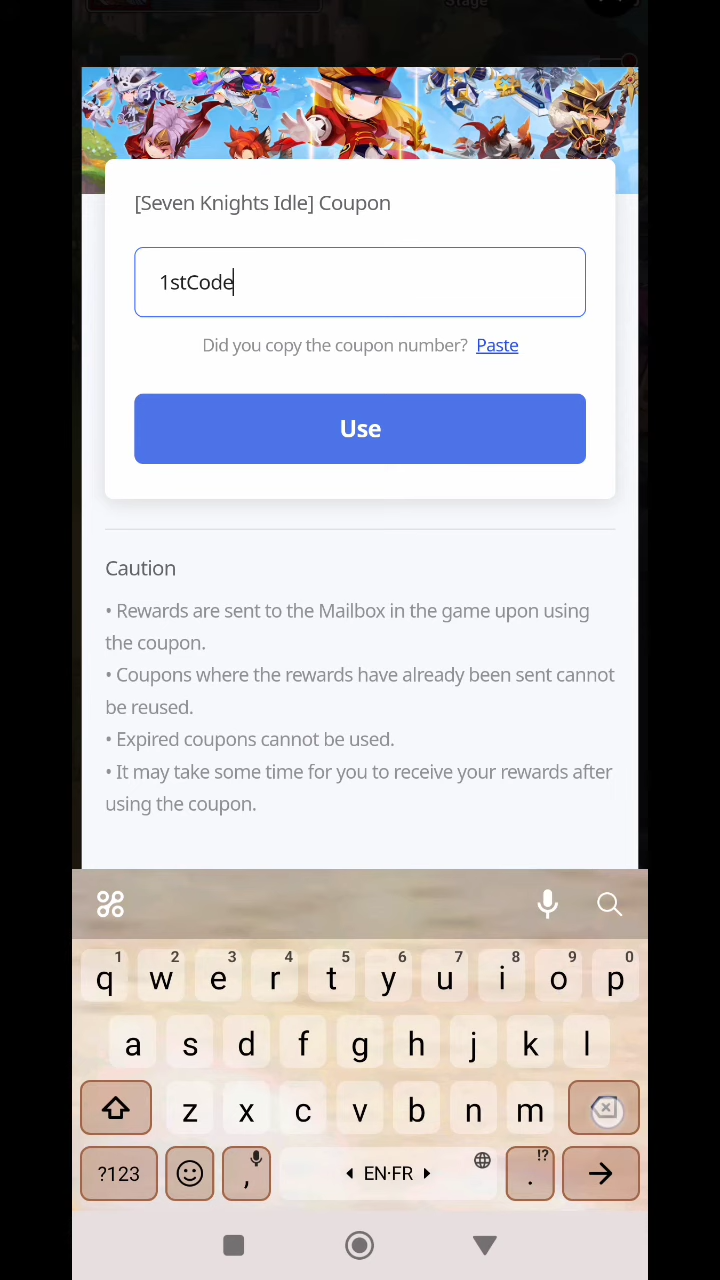 Stage
[Seven Knights Idle] Coupon
1stCode
Did you copy the coupon number? Paste
Use
Caution
• Rewards are sent to the Mailbox in the game upon using
the coupon.
• Coupons where the rewards have already been sent cannot
be reused.
• Expired coupons cannot be used.
• It may take some time for you to receive your rewards after
using the coupon.
1 2 3 4 5 6 7 8 9 0
q w e r t y u i o p
a s d f g h j k l
z x c v b n m
?123 , EN·FR . !?